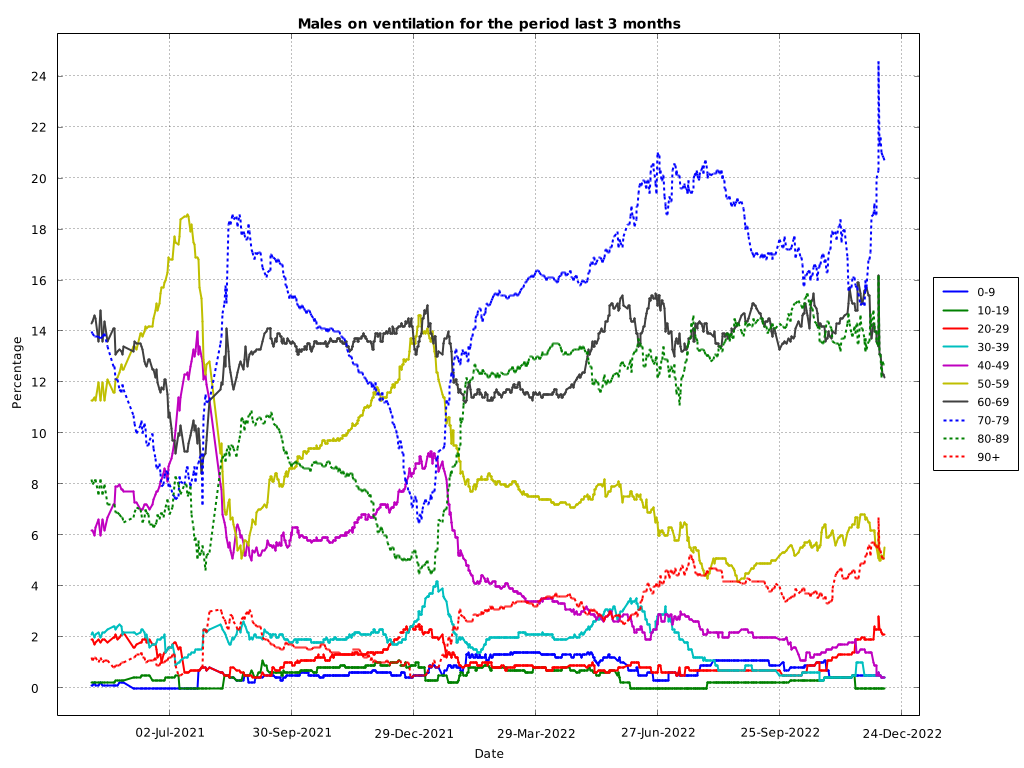 Males on ventilation for the period last 3 months
24
22
20
18
16
14
12
10
8
6
4
2
0
Percentage
02-Jul-2021
30-Sep-2021
29-Dec-2021
29-Mar-2022
27-Jun-2022
25-Sep-2022
24-Dec-2022
Date
0-9
10-19
20-29
30-39
40-49
50-59
60-69
70-79
80-89
90+